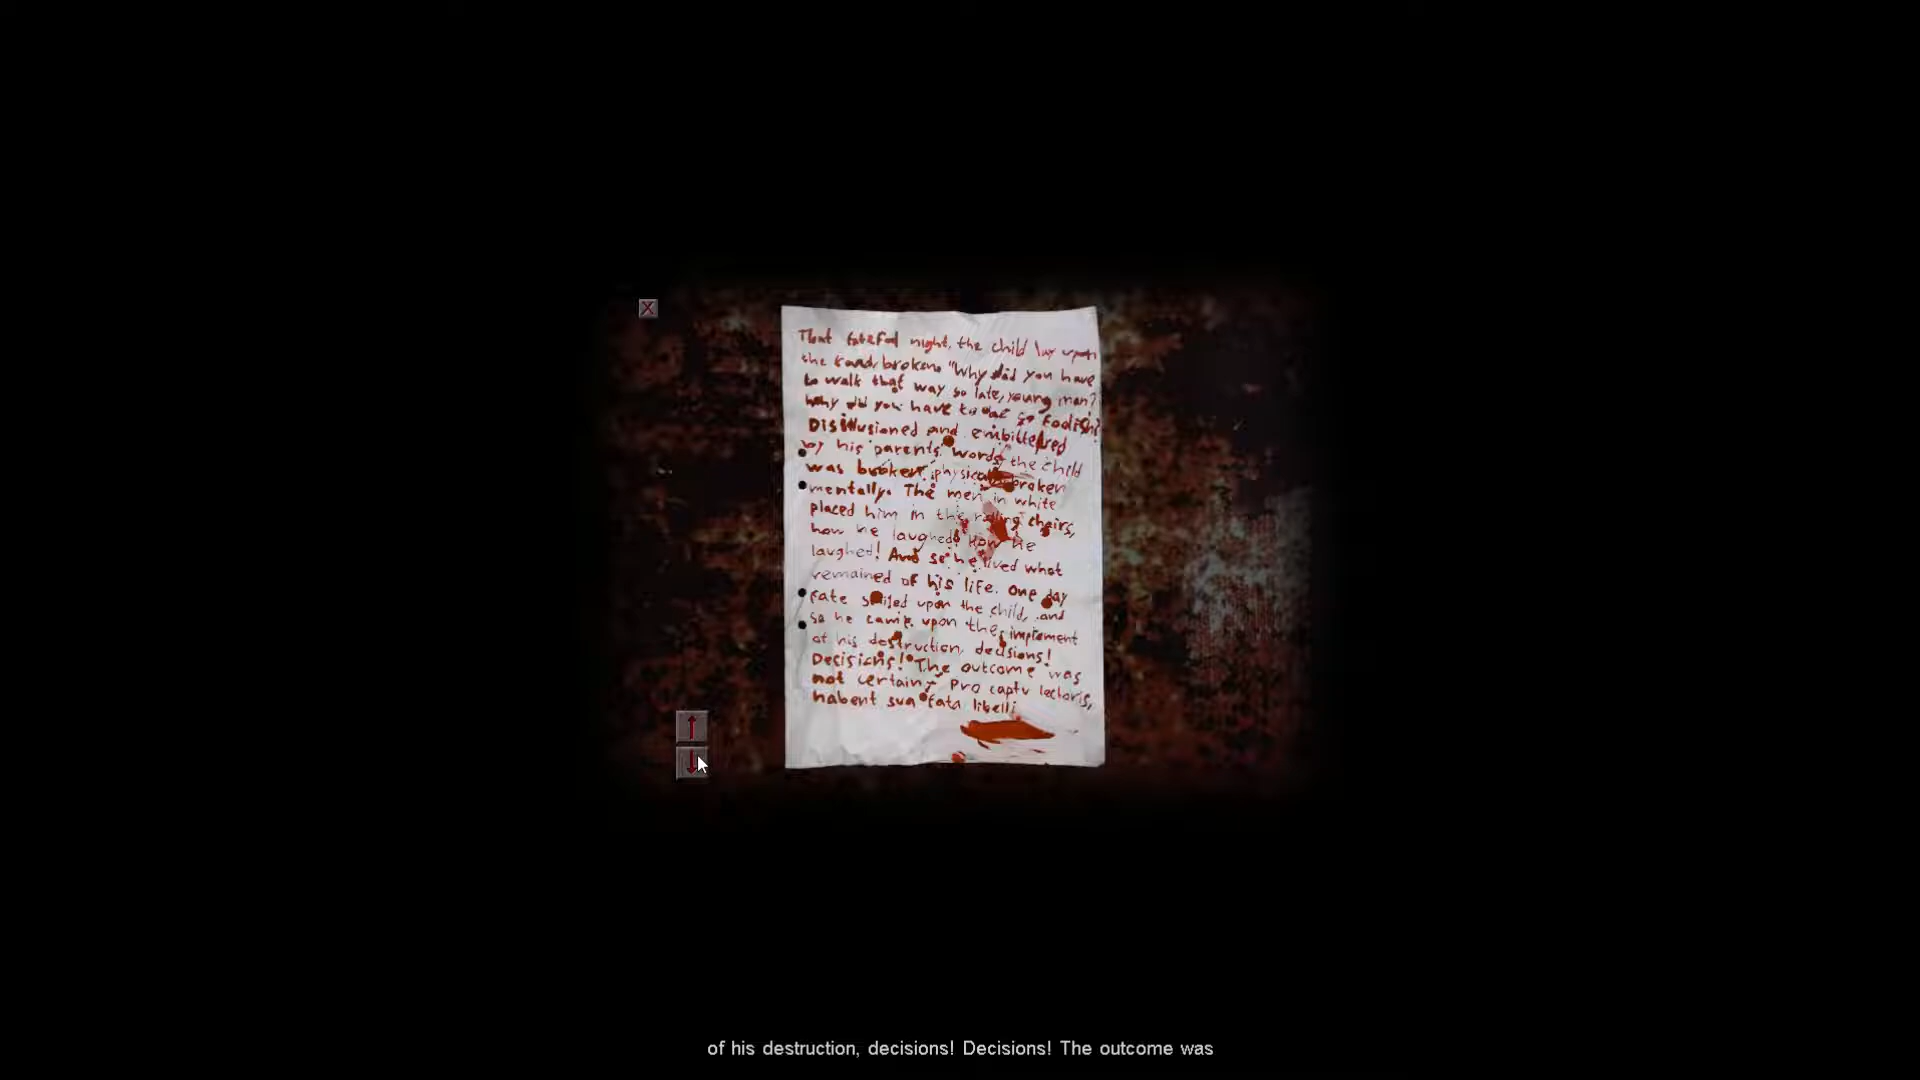 X
That fateful night, the child lay upon
the road, broken. "Why did you have
to walk that way so late, young man?
Why did you have to be so foolish?
Disillusioned and embittered
by his parents words, the child
was broken physically, broken
mentally. The men in white
placed him in the rolling chairs,
how he laughed! How he
laughed! And so he lived what
remained of his life. One day
fate smiled upon the child, and
so he came upon the implement
of his destruction, decisions!
Decisions! The outcome was
not certain, Pro captu lectoris,
habent sua fata libelli
of his destruction, decisions! Decisions! The outcome was